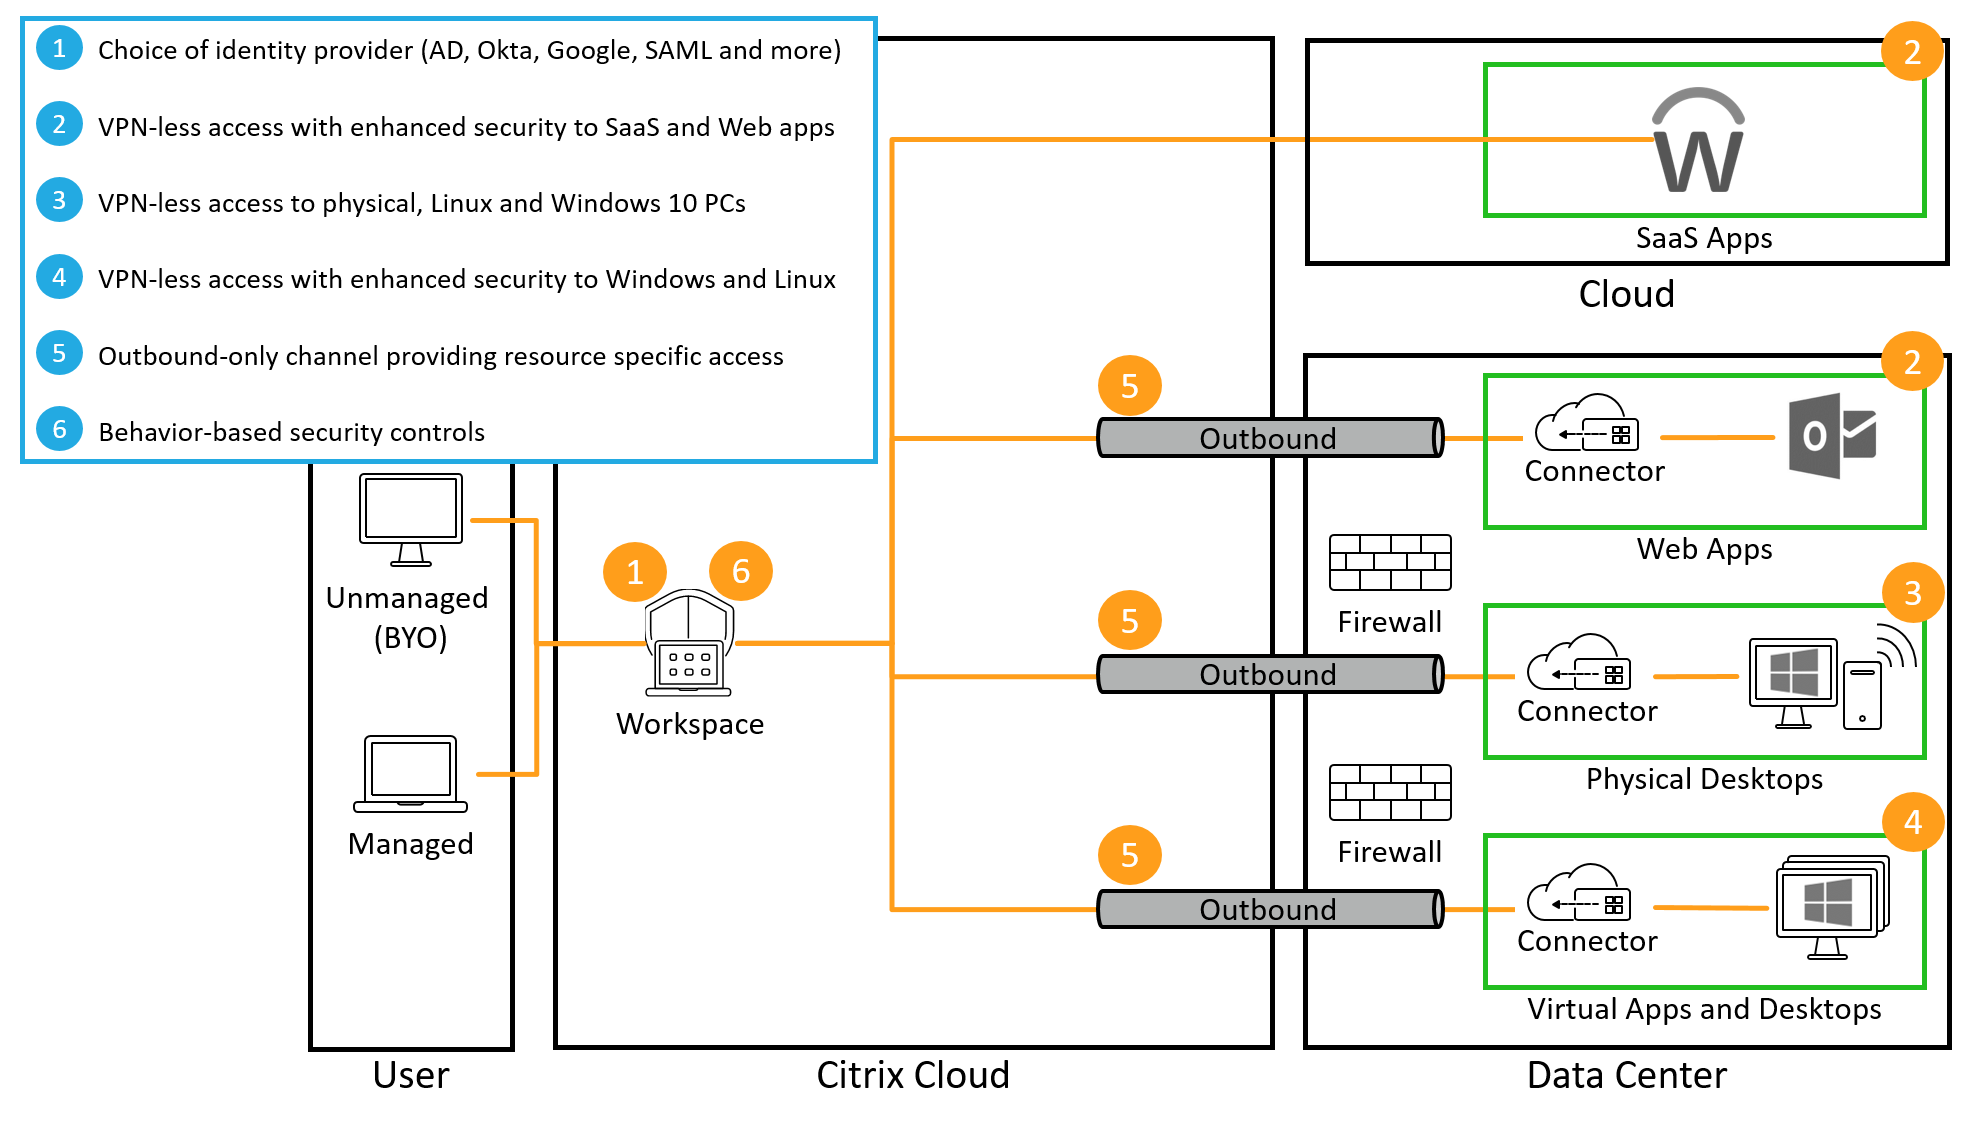 1 Choice of identity provider (AD, Okta, Google, SAML and more)
2 VPN-less access with enhanced security to SaaS and Web apps
3 VPN-less access to physical, Linux and Windows 10 PCs
4 VPN-less access with enhanced security to Windows and Linux
5 Outbound-only channel providing resource specific access
6 Behavior-based security controls
Unmanaged
(BYO)
Managed
User
1
6
Workspace
Citrix Cloud
2
W
SaaS Apps
Cloud
5
Outbound
5
Outbound
5
Outbound
2
Connector
O
Web Apps
Firewall
3
Connector
Physical Desktops
Firewall
4
Connector
Virtual Apps and Desktops
Data Center